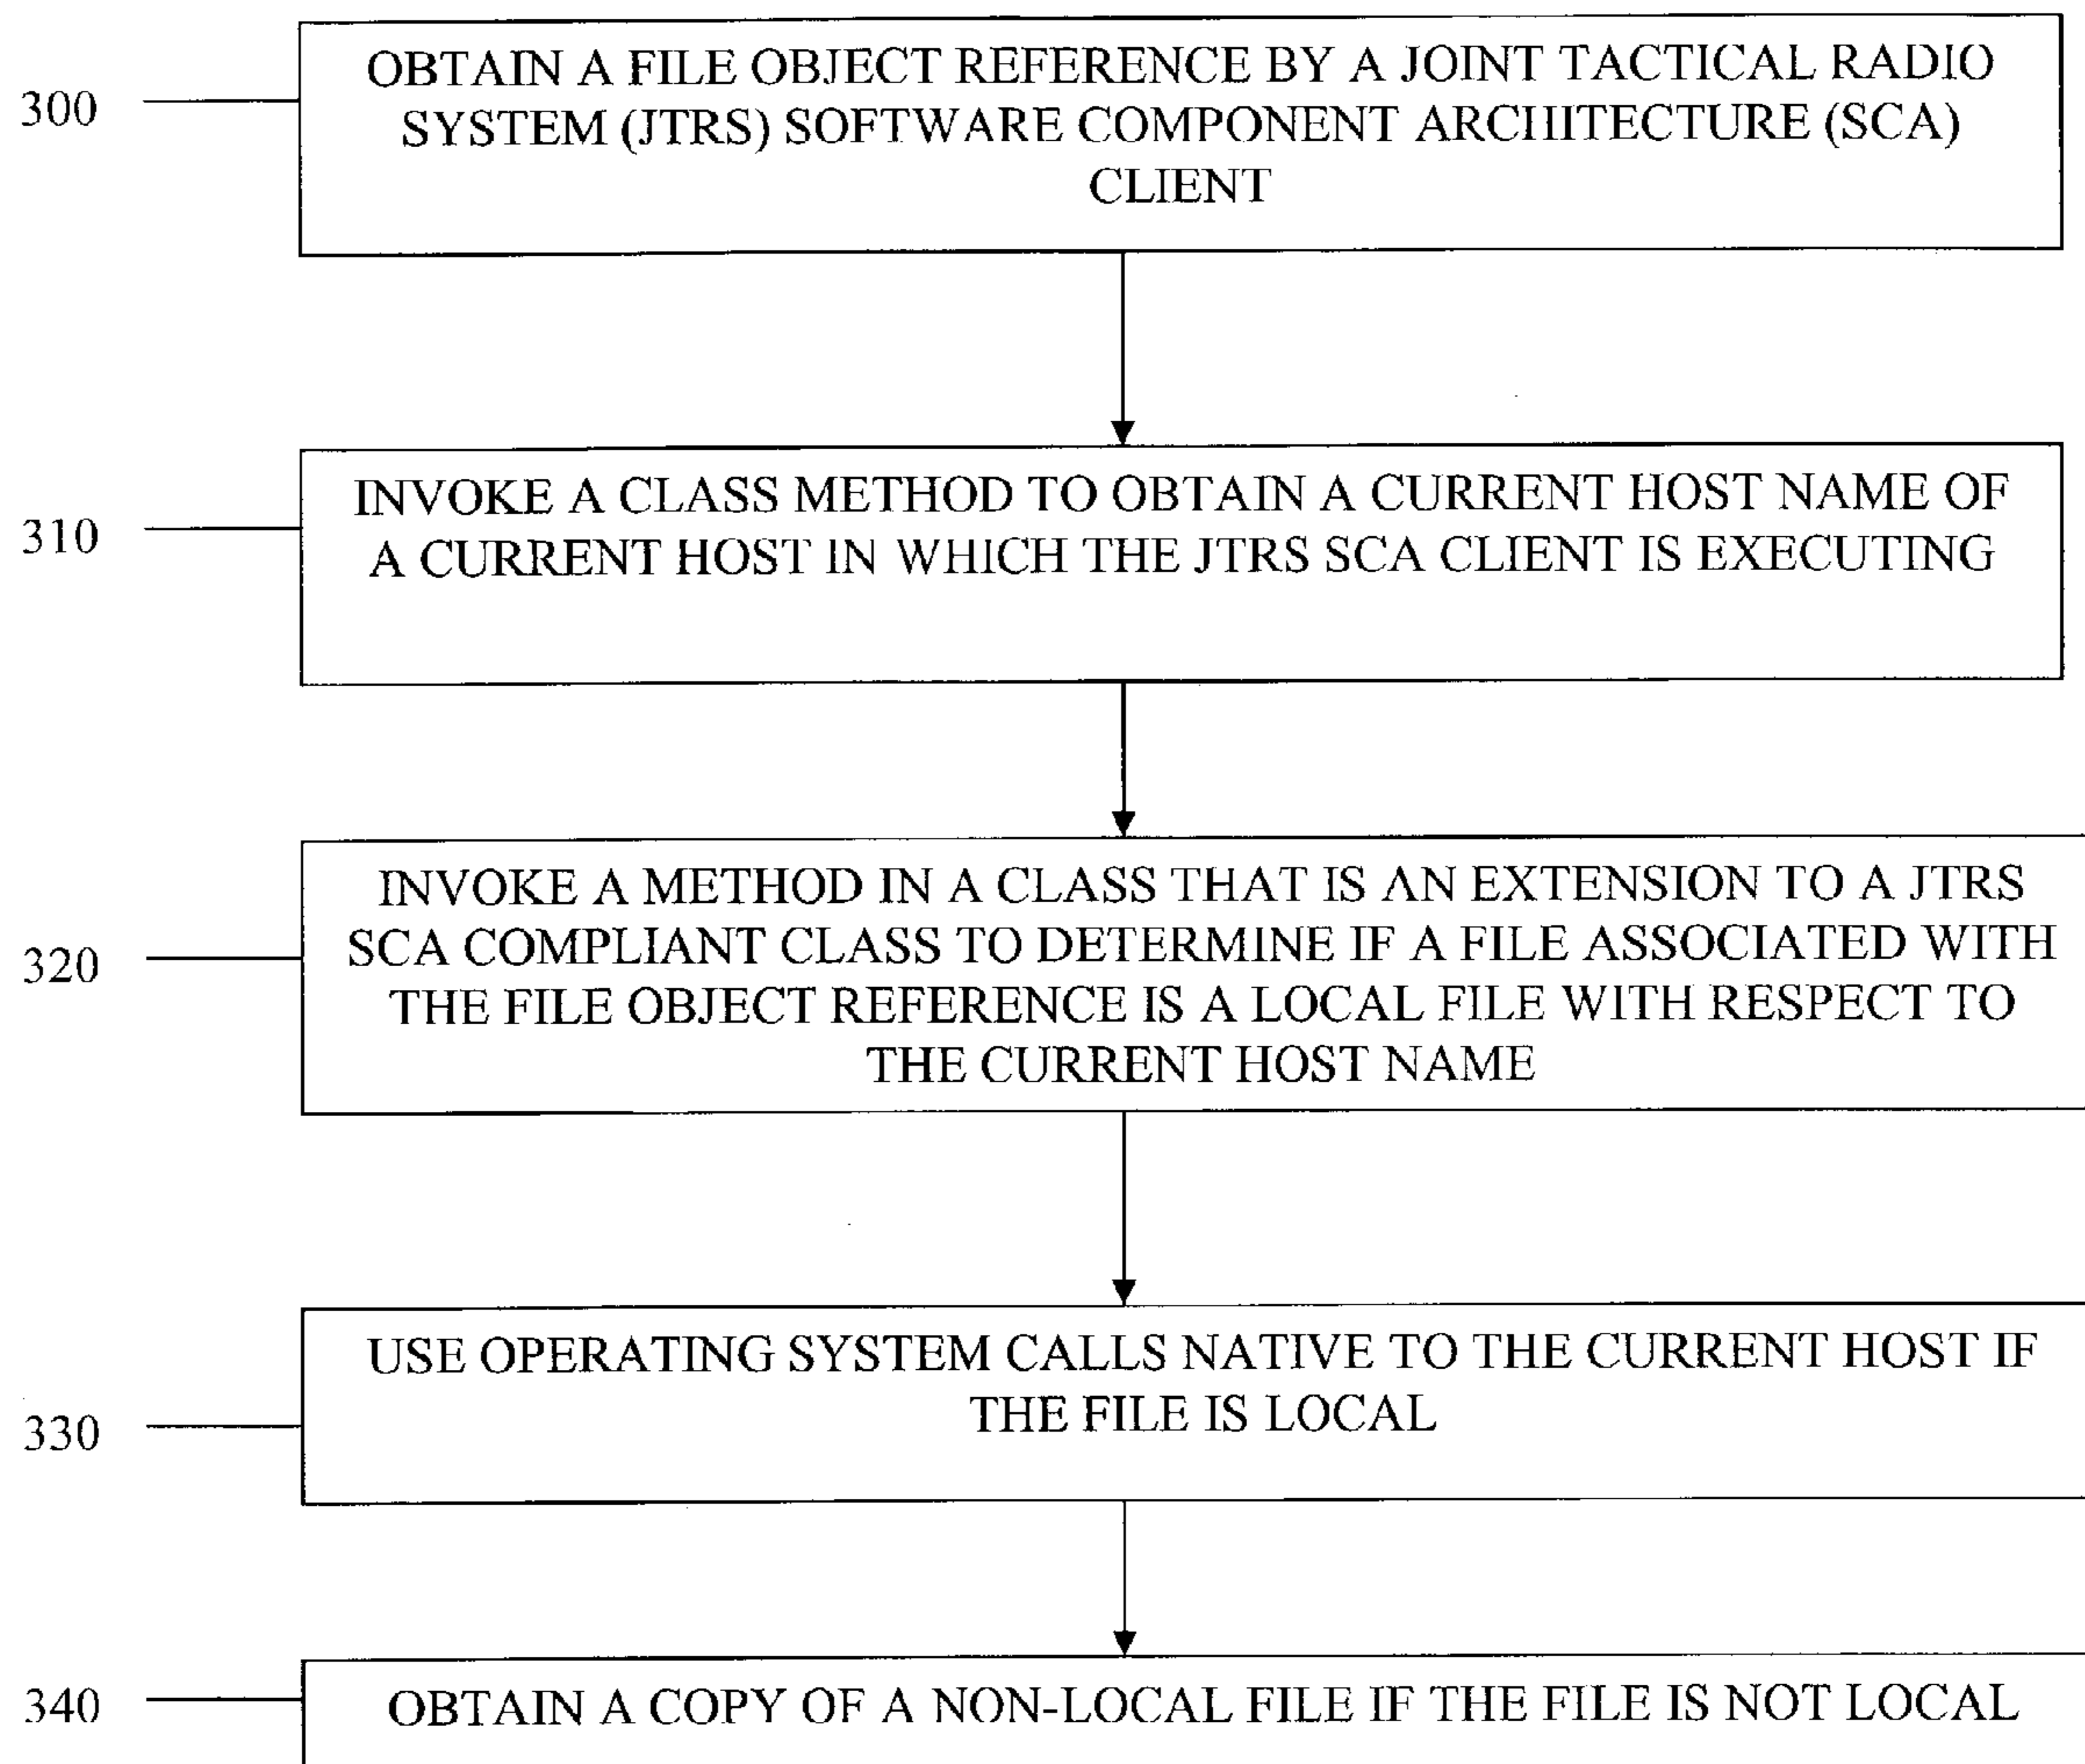 300
OBTAIN A FILE OBJECT REFERENCE BY A JOINT TACTICAL RADIO
SYSTEM (JTRS) SOFTWARE COMPONENT ARCHITECTURE (SCA)
CLIENT
310
INVOKE A CLASS METHOD TO OBTAIN A CURRENT HOST NAME OF
A CURRENT HOST IN WHICH THE JTRS SCA CLIENT IS EXECUTING
320
INVOKE A METHOD IN A CLASS THAT IS AN EXTENSION TO A JTRS
SCA COMPLIANT CLASS TO DETERMINE IF A FILE ASSOCIATED WITH
THE FILE OBJECT REFERENCE IS A LOCAL FILE WITH RESPECT TO
THE CURRENT HOST NAME
330
USE OPERATING SYSTEM CALLS NATIVE TO THE CURRENT HOST IF
THE FILE IS LOCAL
340
OBTAIN A COPY OF A NON-LOCAL FILE IF THE FILE IS NOT LOCAL